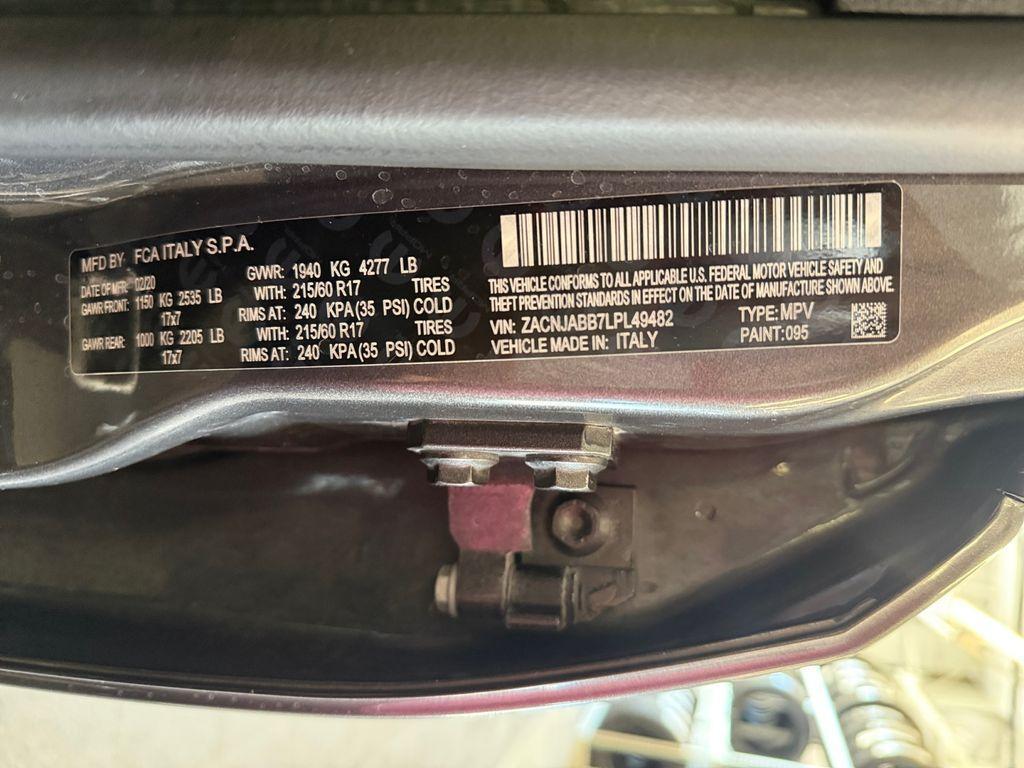 MFD BY FCA ITALY S.P.A.
DATE OF MFR: 02/20 GVWR: 1940 KG 4277 LB
GAWR FRONT: 1150 KG 2535 LB WITH: 215/60 R17 TIRES
17x7 RIMS AT: 240 KPA(35 PSI) COLD
GAWR REAR: 1000 KG 2205 LB WITH: 215/60 R17 TIRES
17x7 RIMS AT: 240 KPA(35 PSI) COLD
THIS VEHICLE CONFORMS TO ALL APPLICABLE U.S. FEDERAL MOTOR VEHICLE SAFETY AND
THEFT PREVENTION STANDARDS IN EFFECT ON THE DATE OF MANUFACTURE SHOWN ABOVE.
VIN: ZACNJABB7LPL49482 TYPE: MPV
VEHICLE MADE IN: ITALY PAINT: 095